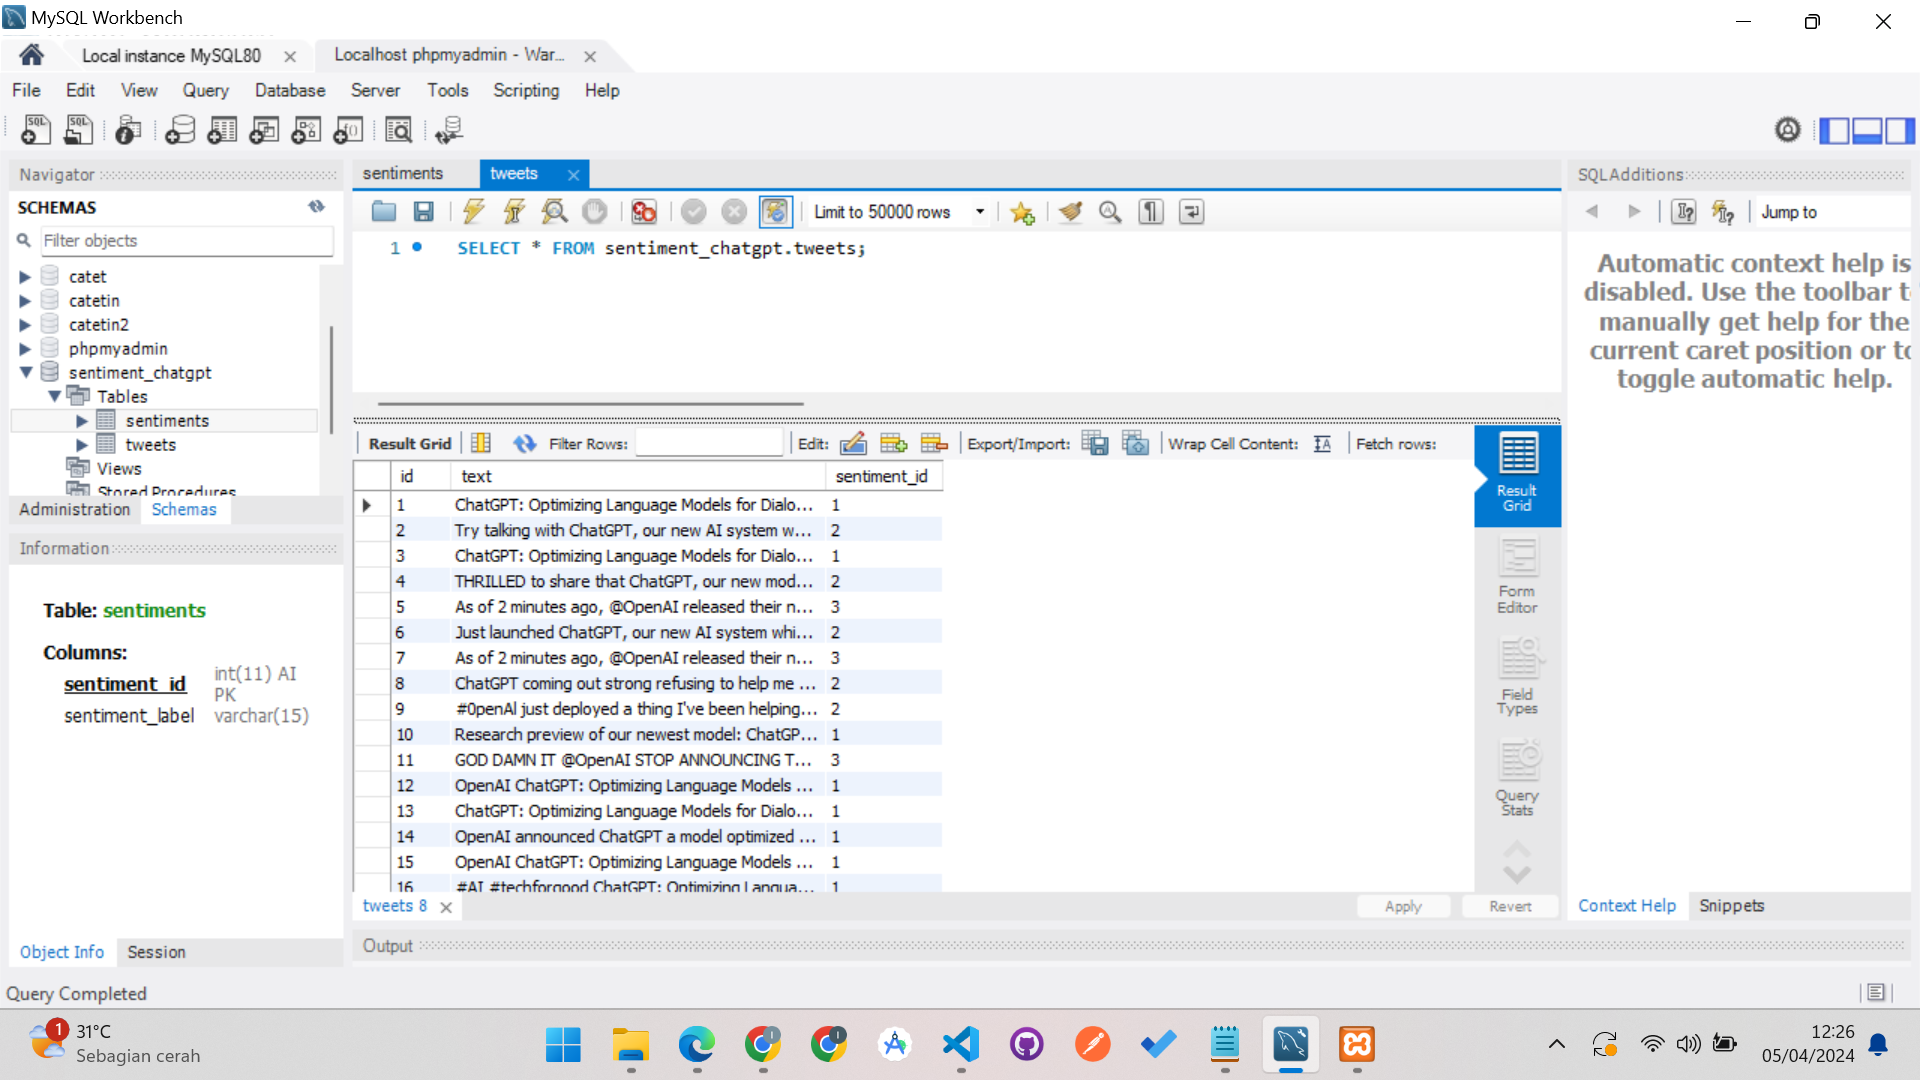 MySQL Workbench
Local instance MySQL80
Localhost phpmyadmin - War...
File Edit View Query Database Server Tools Scripting Help
Navigator
SCHEMAS
Filter objects
catet
catetin
catetin2
phpmyadmin
sentiment_chatgpt
Tables
sentiments
tweets
Views
Stored Procedures
Administration Schemas
Information
Table: sentiments
Columns:
sentiment_id int(11) AI PK
sentiment_label varchar(15)
Object Info Session
Query Completed
sentiments tweets
Limit to 50000 rows
1 SELECT * FROM sentiment_chatgpt.tweets;
Result Grid Filter Rows: Edit: Export/Import: Wrap Cell Content: Fetch rows:
id text sentiment_id
1 ChatGPT: Optimizing Language Models for Dialo... 1
2 Try talking with ChatGPT, our new AI system w... 2
3 ChatGPT: Optimizing Language Models for Dialo... 1
4 THRILLED to share that ChatGPT, our new mod... 2
5 As of 2 minutes ago, @OpenAI released their n... 3
6 Just launched ChatGPT, our new AI system whi... 2
7 As of 2 minutes ago, @OpenAI released their n... 3
8 ChatGPT coming out strong refusing to help me ... 2
9 #0penAl just deployed a thing I've been helping... 2
10 Research preview of our newest model: ChatGP... 1
11 GOD DAMN IT @OpenAI STOP ANNOUNCING T... 3
12 OpenAI ChatGPT: Optimizing Language Models ... 1
13 ChatGPT: Optimizing Language Models for Dialo... 1
14 OpenAI announced ChatGPT a model optimized ... 1
15 OpenAI ChatGPT: Optimizing Language Models ... 1
16 #AI #techforgood ChatGPT: Optimizing Langua... 1
Result Grid
Form Editor
Field Types
Query Stats
tweets 8
Apply Revert
Output
SQLAdditions
Jump to
Automatic context help is
disabled. Use the toolbar t
manually get help for the
current caret position or to
toggle automatic help.
Context Help Snippets
1
31°C
Sebagian cerah
12:26
05/04/2024